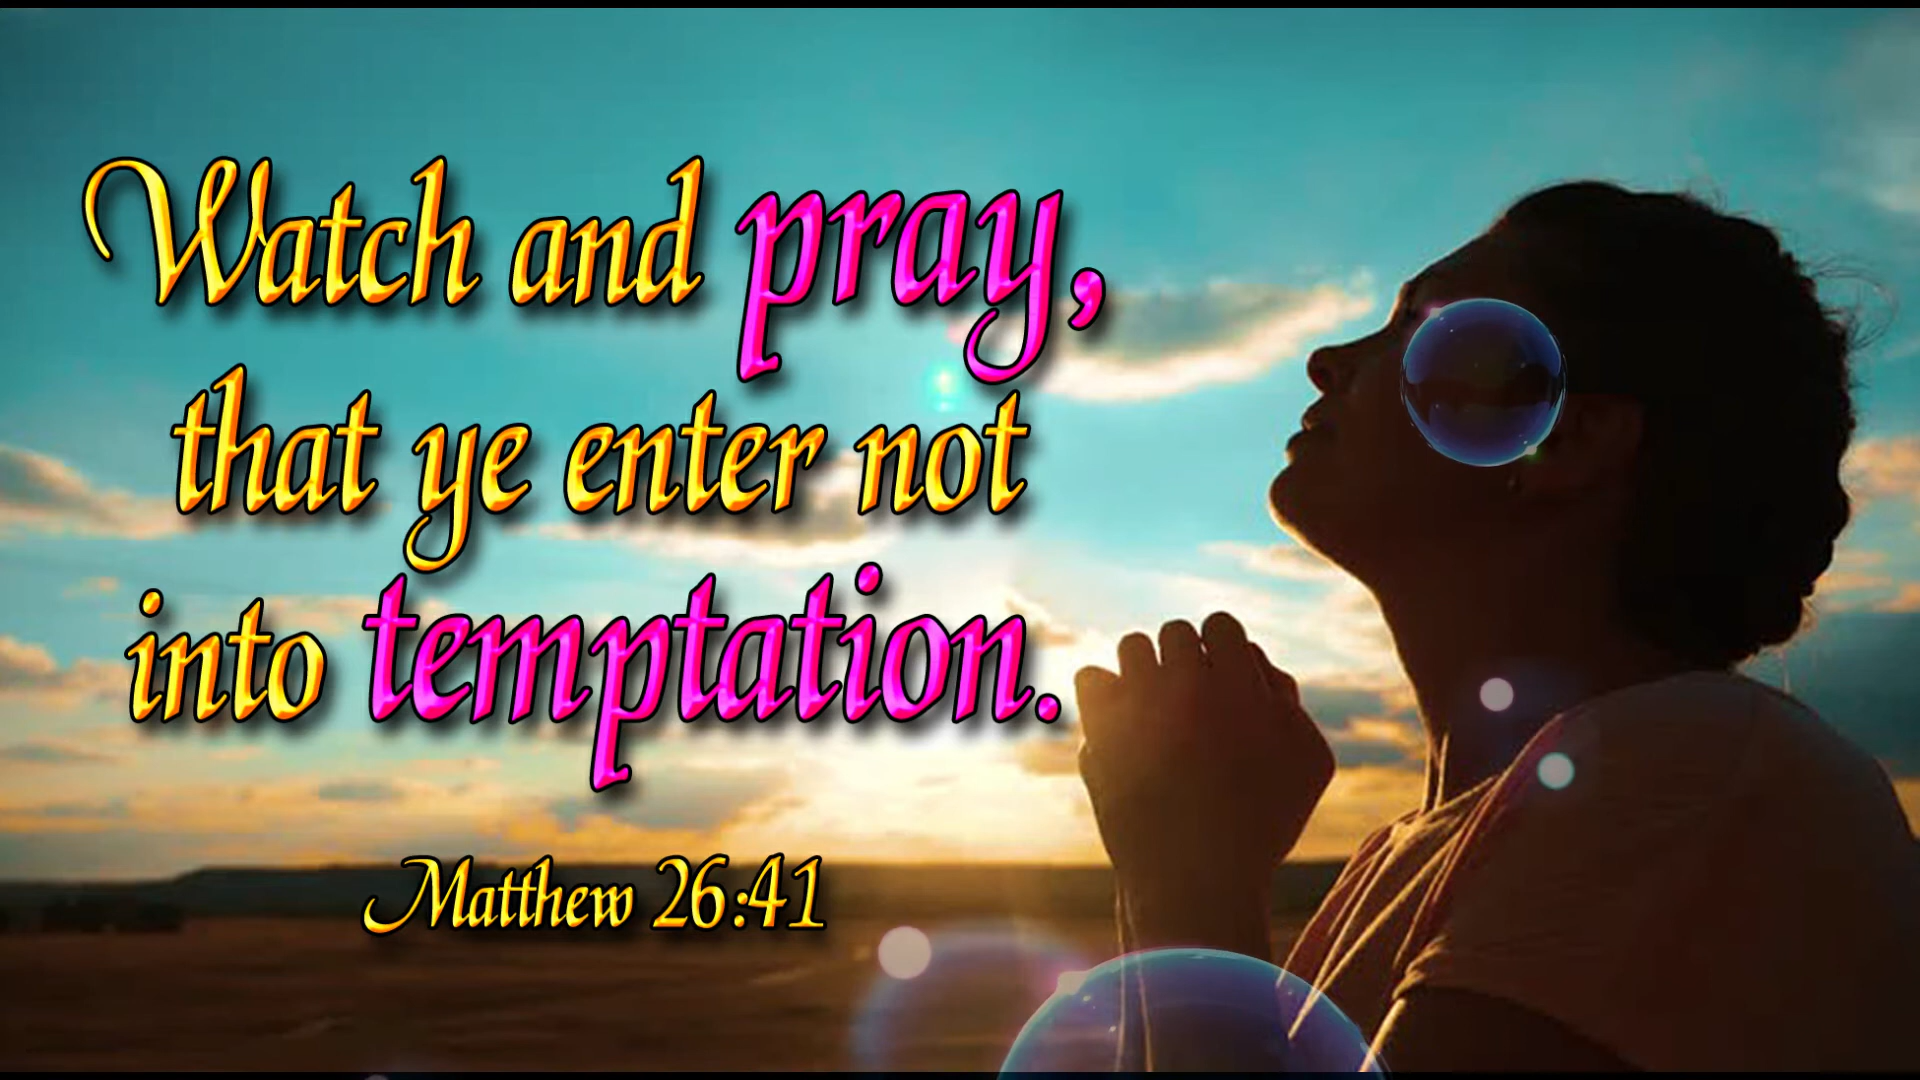 Watch and pray,
that ye enter not
into temptation.
Matthew 26:41